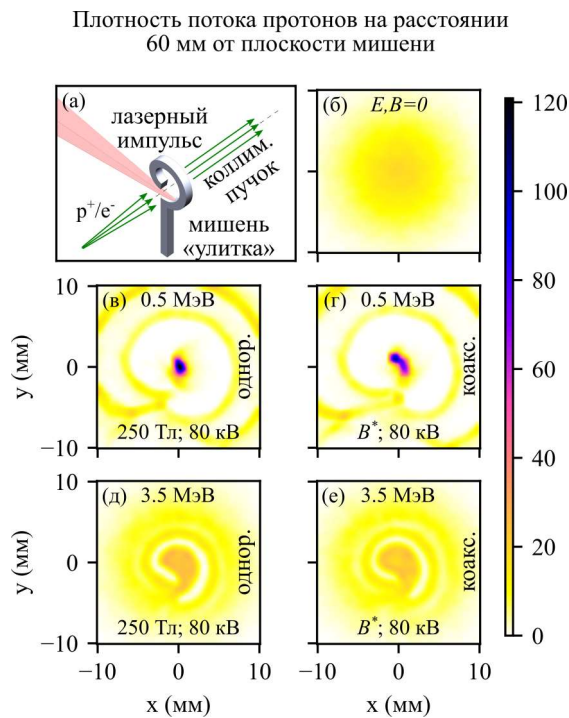 Плотность потока протонов на расстоянии
60 мм от плоскости мишени
(а)
лазерный
импульс
коллим.
пучок
p⁺/e⁻
мишень
«улитка»
(б) E,B=0
(в) 0.5 МэВ
однор.
250 Тл; 80 кВ
(г) 0.5 МэВ
коакс.
B*; 80 кВ
(д) 3.5 МэВ
однор.
250 Тл; 80 кВ
(е) 3.5 МэВ
коакс.
B*; 80 кВ
10
0
−10
y (мм)
10
0
−10
y (мм)
−10 0 10
x (мм)
−10 0 10
x (мм)
120
100
80
60
40
20
0